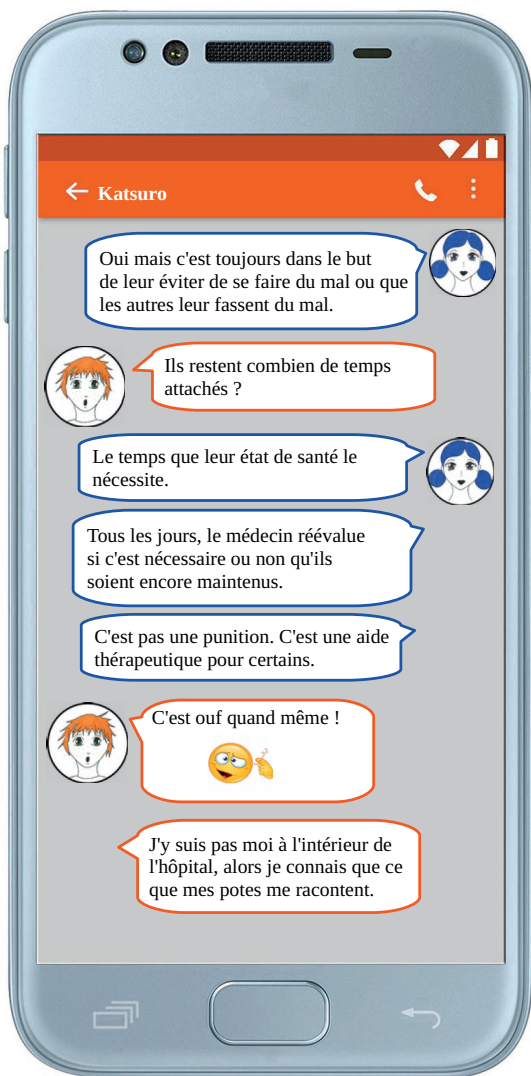 Katsuro
Oui mais c'est toujours dans le but
de leur éviter de se faire du mal ou que
les autres leur fassent du mal.
Ils restent combien de temps
attachés ?
Le temps que leur état de santé le
nécessite.
Tous les jours, le médecin réévalue
si c'est nécessaire ou non qu'ils
soient encore maintenus.
C'est pas une punition. C'est une aide
thérapeutique pour certains.
C'est ouf quand même !
J'y suis pas moi à l'intérieur de
l'hôpital, alors je connais que ce
que mes potes me racontent.